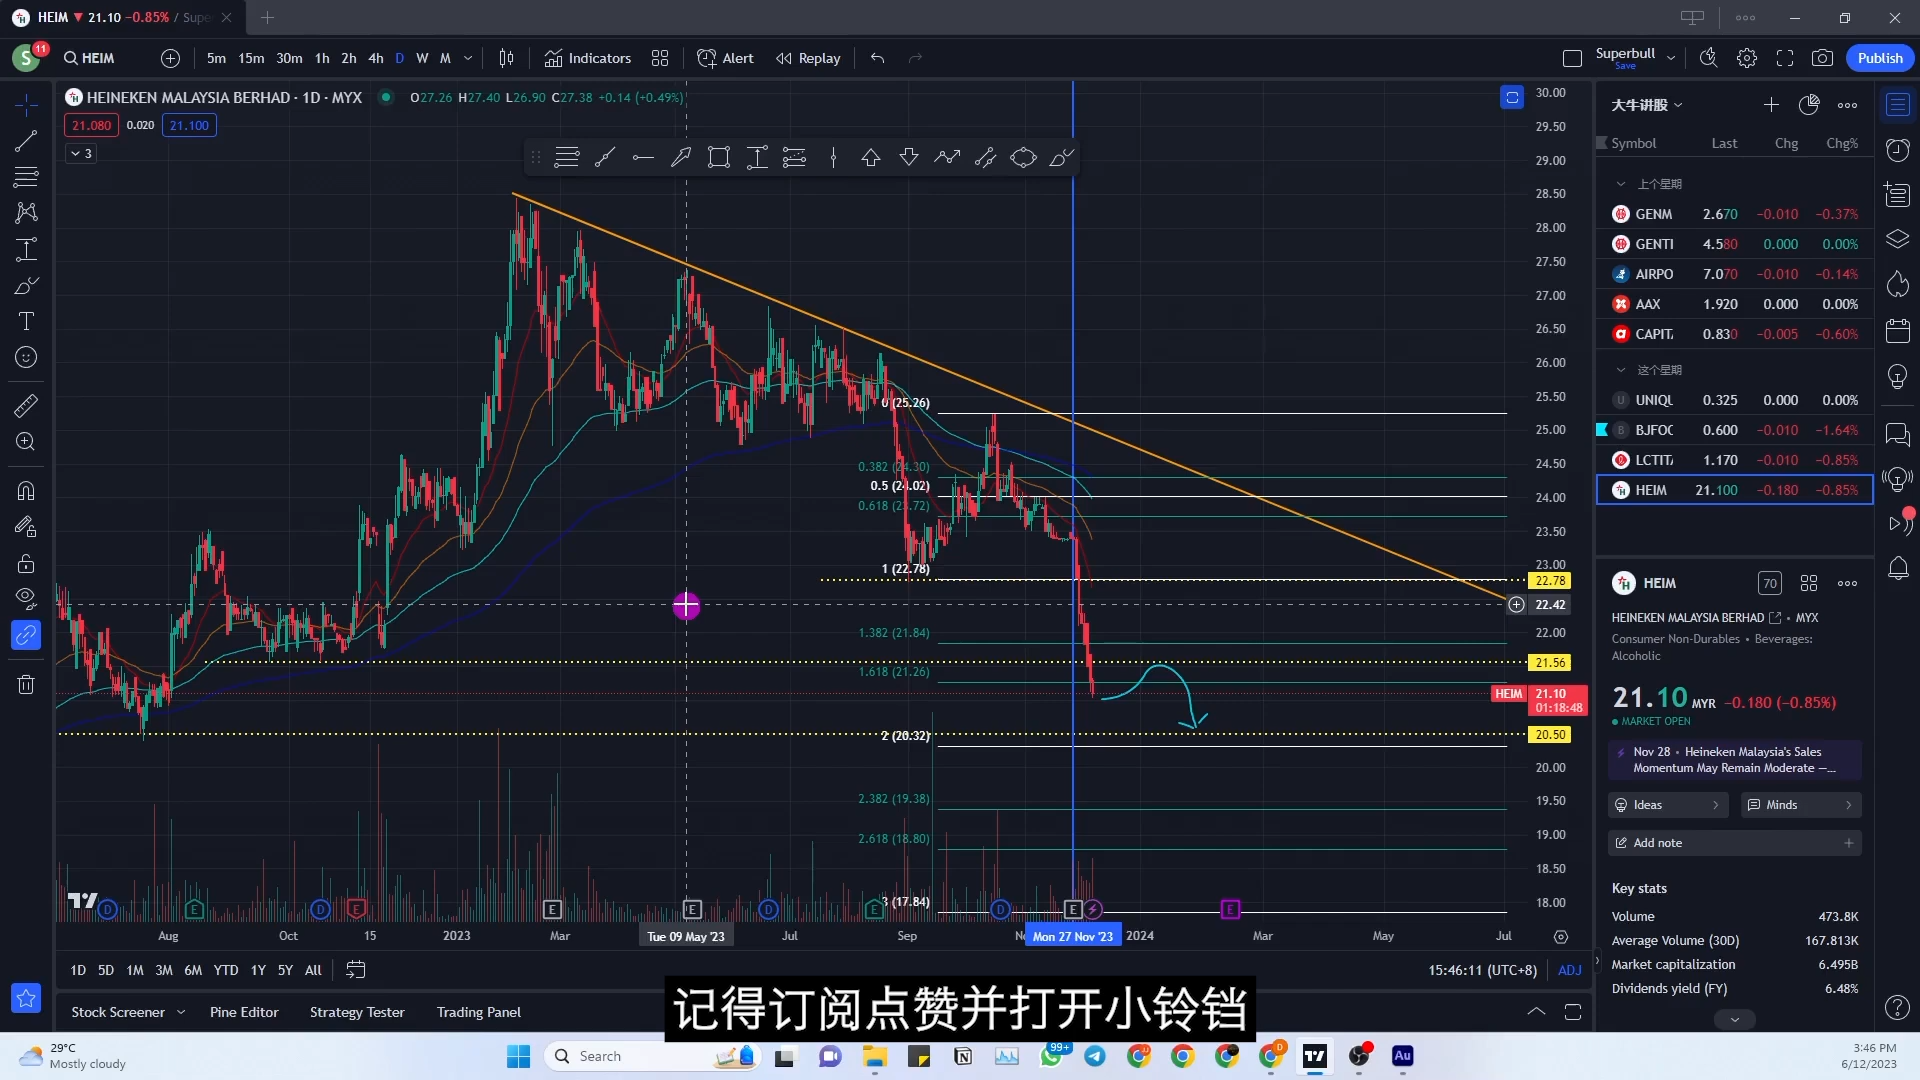 HEIM ▼ 21.10 −0.85% / Supe
S 11 HEIM 5m 15m 30m 1h 2h 4h D W M Indicators Alert Replay Superbull Save Publish
HEINEKEN MALAYSIA BERHAD · 1D · MYX O27.26 H27.40 L26.90 C27.38 +0.14 (+0.49%)
21.080 0.020 21.100
3
30.00
29.50
29.00
28.50
28.00
27.50
27.00
26.50
26.00
25.50
25.00
24.50
24.00
23.50
23.00
22.78
22.42
22.00
21.56
HEIM 21.10
01:18:48
20.50
20.00
19.50
19.00
18.50
18.00
0 (25.26)
0.382 (24.30)
0.5 (24.02)
0.618 (23.72)
1 (22.78)
1.382 (21.84)
1.618 (21.26)
2 (20.32)
2.382 (19.38)
2.618 (18.80)
3 (17.84)
D E D E E E D E D E E
Aug Oct 15 2023 Mar Tue 09 May '23 Jul Sep Mon 27 Nov '23 2024 Mar May Jul
1D 5D 1M 3M 6M YTD 1Y 5Y All 15:46:11 (UTC+8) ADJ
Stock Screener Pine Editor Strategy Tester Trading Panel
大牛讲股
Symbol Last Chg Chg%
上个星期
GENM 2.670 −0.010 −0.37%
GENTI 4.580 0.000 0.00%
AIRPO 7.070 −0.010 −0.14%
AAX 1.920 0.000 0.00%
CAPIT 0.830 −0.005 −0.60%
这个星期
U UNIQU 0.325 0.000 0.00%
B BJFOO 0.600 −0.010 −1.64%
LCTIT 1.170 −0.010 −0.85%
HEIM 21.100 −0.180 −0.85%
HEIM 70
HEINEKEN MALAYSIA BERHAD • MYX
Consumer Non-Durables • Beverages:
Alcoholic
21.10 MYR −0.180 (−0.85%)
MARKET OPEN
Nov 28 • Heineken Malaysia's Sales
Momentum May Remain Moderate —...
Ideas Minds
Add note
Key stats
Volume 473.8K
Average Volume (30D) 167.813K
Market capitalization 6.495B
Dividends yield (FY) 6.48%
记得订阅点赞并打开小铃铛
29°C
Mostly cloudy
Search
99+
Au
3:46 PM
6/12/2023